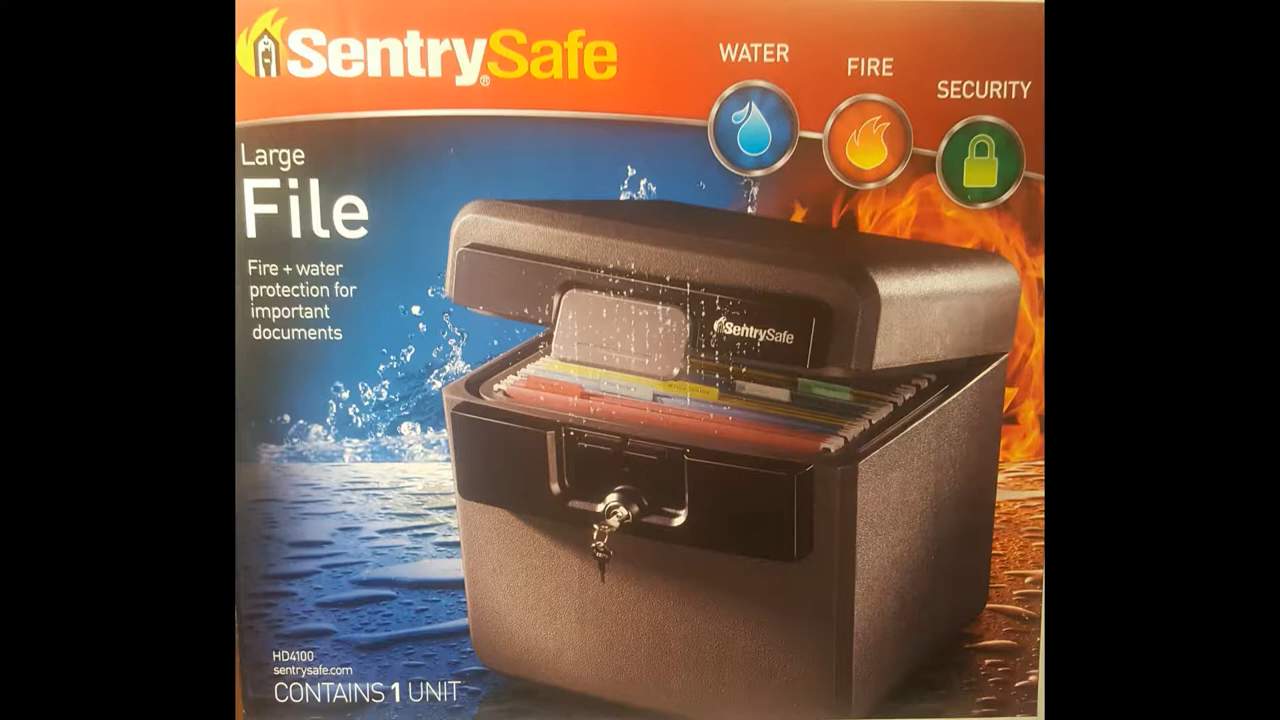 SentrySafe®
WATER
FIRE
SECURITY
Large
File
Fire + water
protection for
important
documents
SentrySafe
HD4100
sentrysafe.com
CONTAINS 1 UNIT